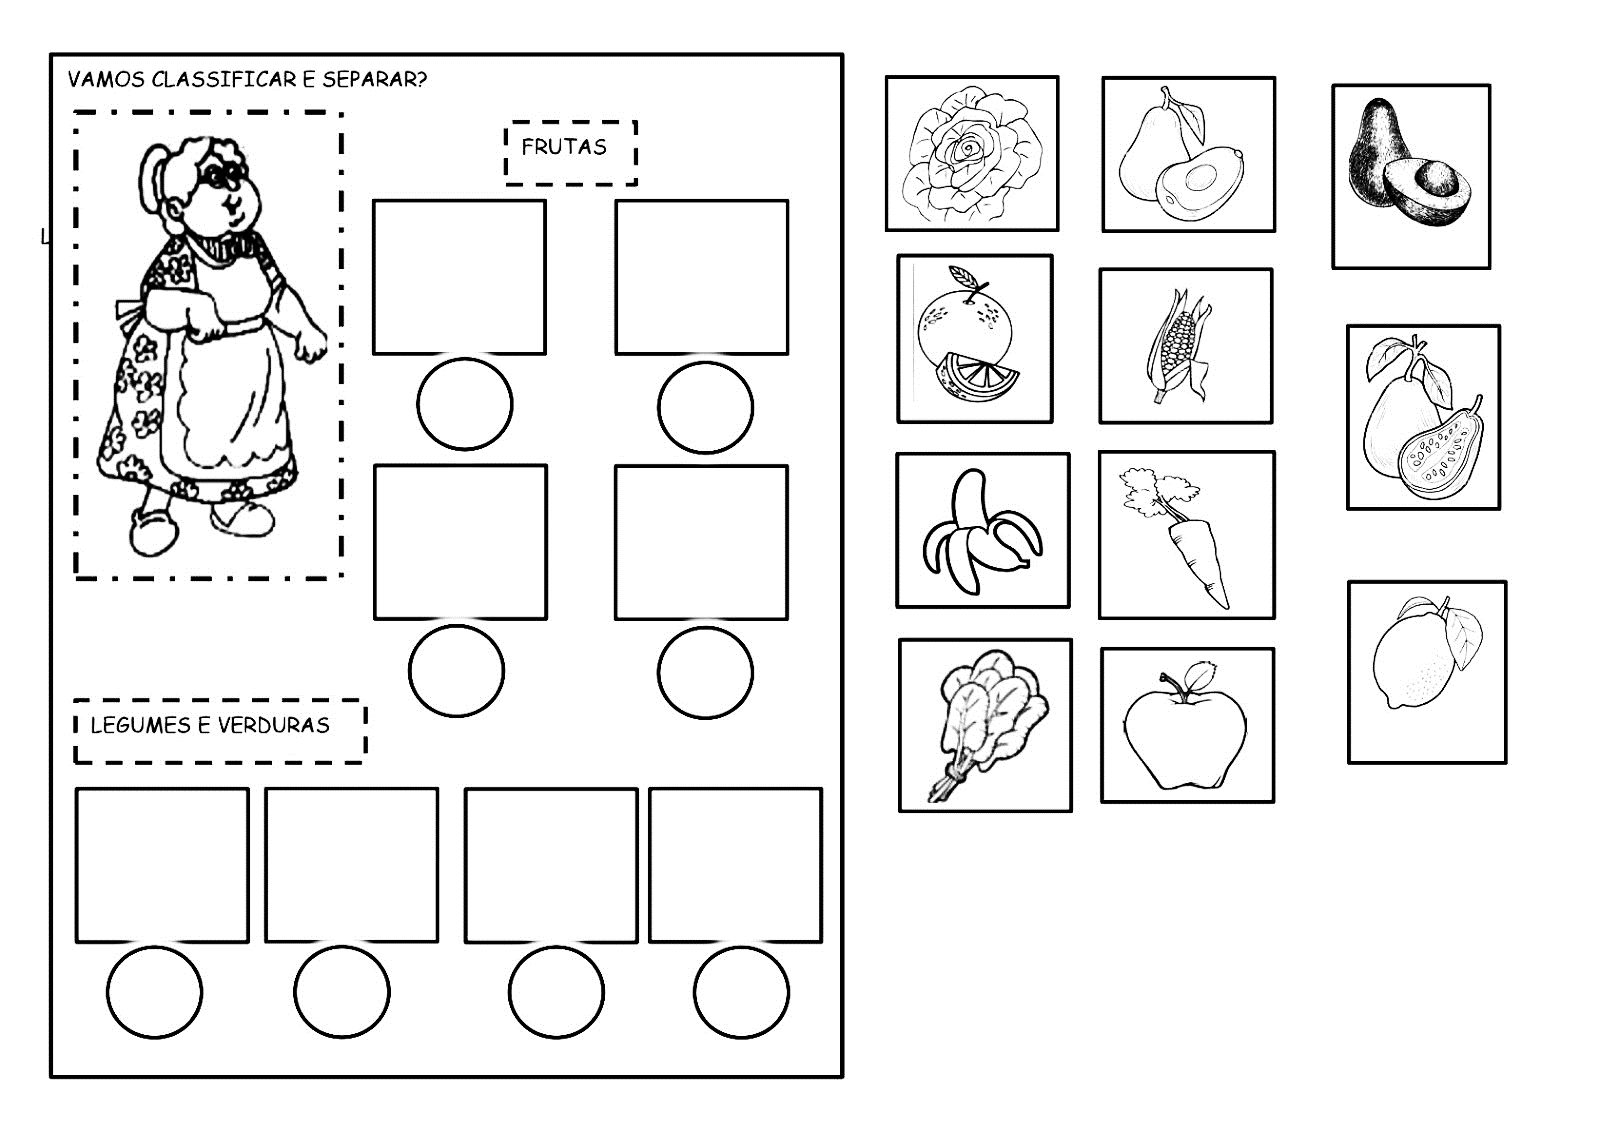 VAMOS CLASSIFICAR E SEPARAR?
FRUTAS
L
LEGUMES E VERDURAS